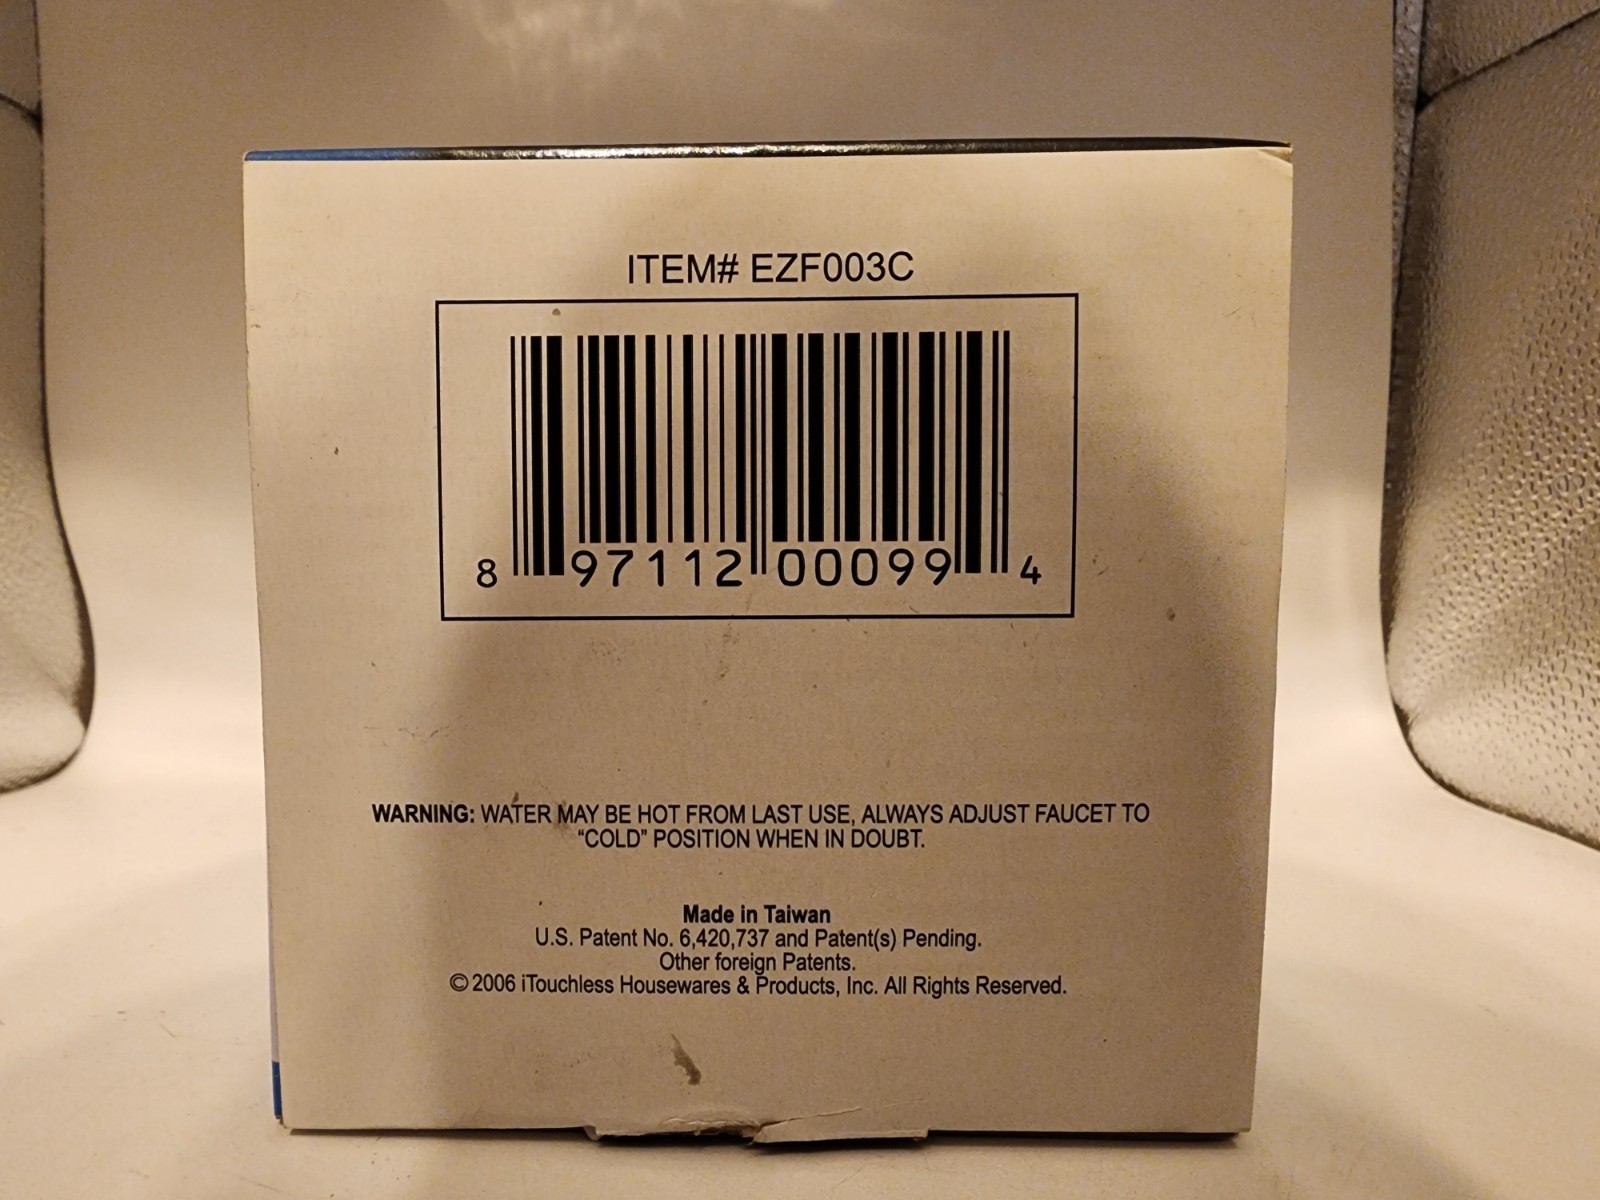 ITEM# EZF003C
8 97112 00099 4
WARNING: WATER MAY BE HOT FROM LAST USE, ALWAYS ADJUST FAUCET TO
“COLD” POSITION WHEN IN DOUBT.
Made in Taiwan
U.S. Patent No. 6,420,737 and Patent(s) Pending.
Other foreign Patents.
© 2006 iTouchless Housewares & Products, Inc. All Rights Reserved.